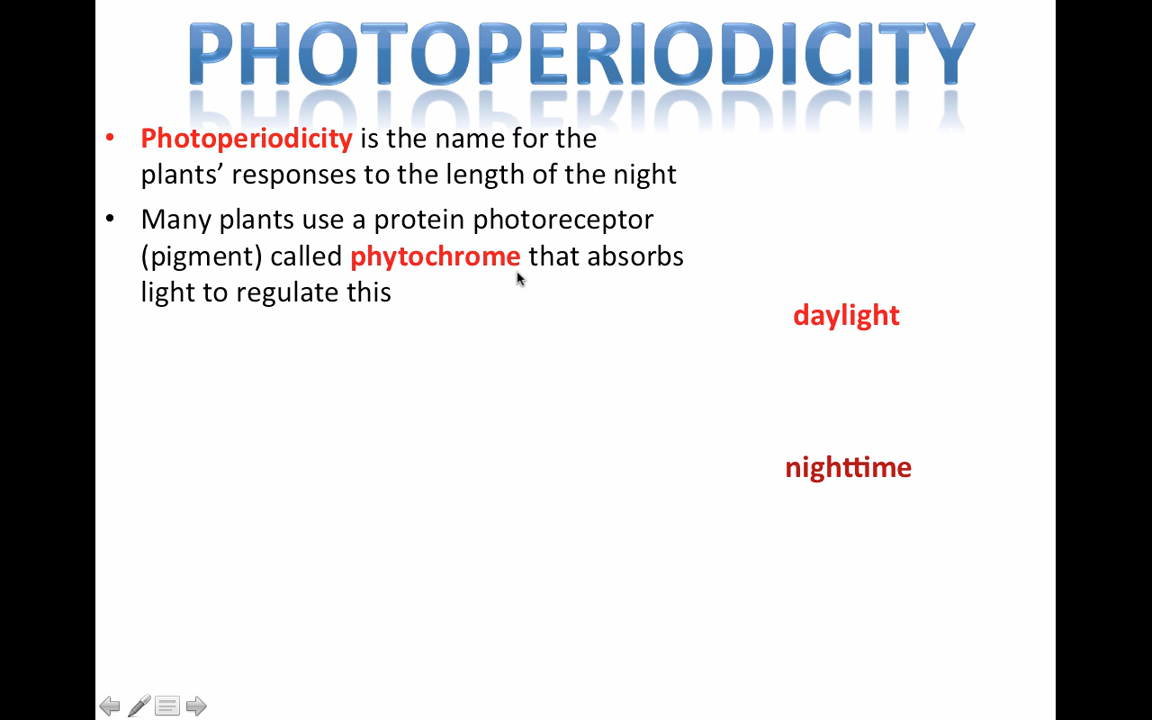 PHOTOPERIODICITY
• Photoperiodicity is the name for the
plants’ responses to the length of the night
• Many plants use a protein photoreceptor
(pigment) called phytochrome that absorbs
light to regulate this
daylight
nighttime